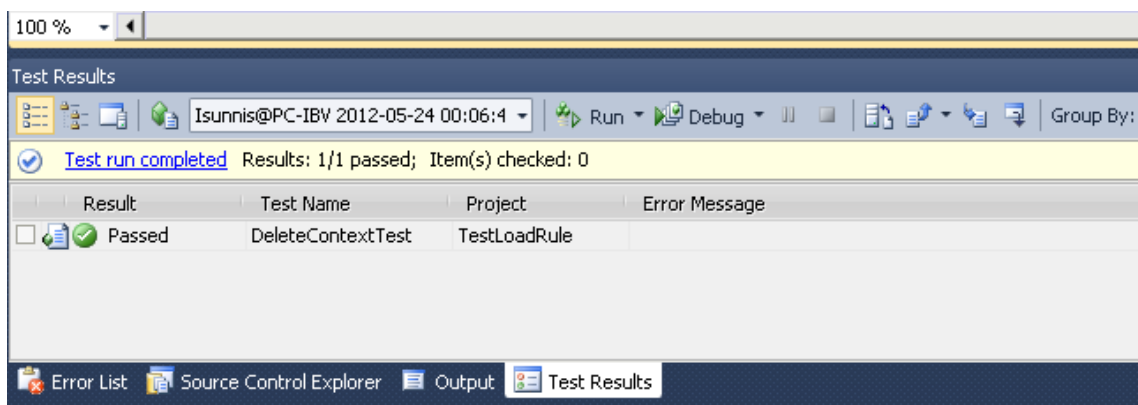 100 %
Test Results
Isunnis@PC-IBV 2012-05-24 00:06:4 Run Debug Group By:
Test run completed Results: 1/1 passed; Item(s) checked: 0
Result Test Name Project Error Message
Passed DeleteContextTest TestLoadRule
Error List Source Control Explorer Output Test Results